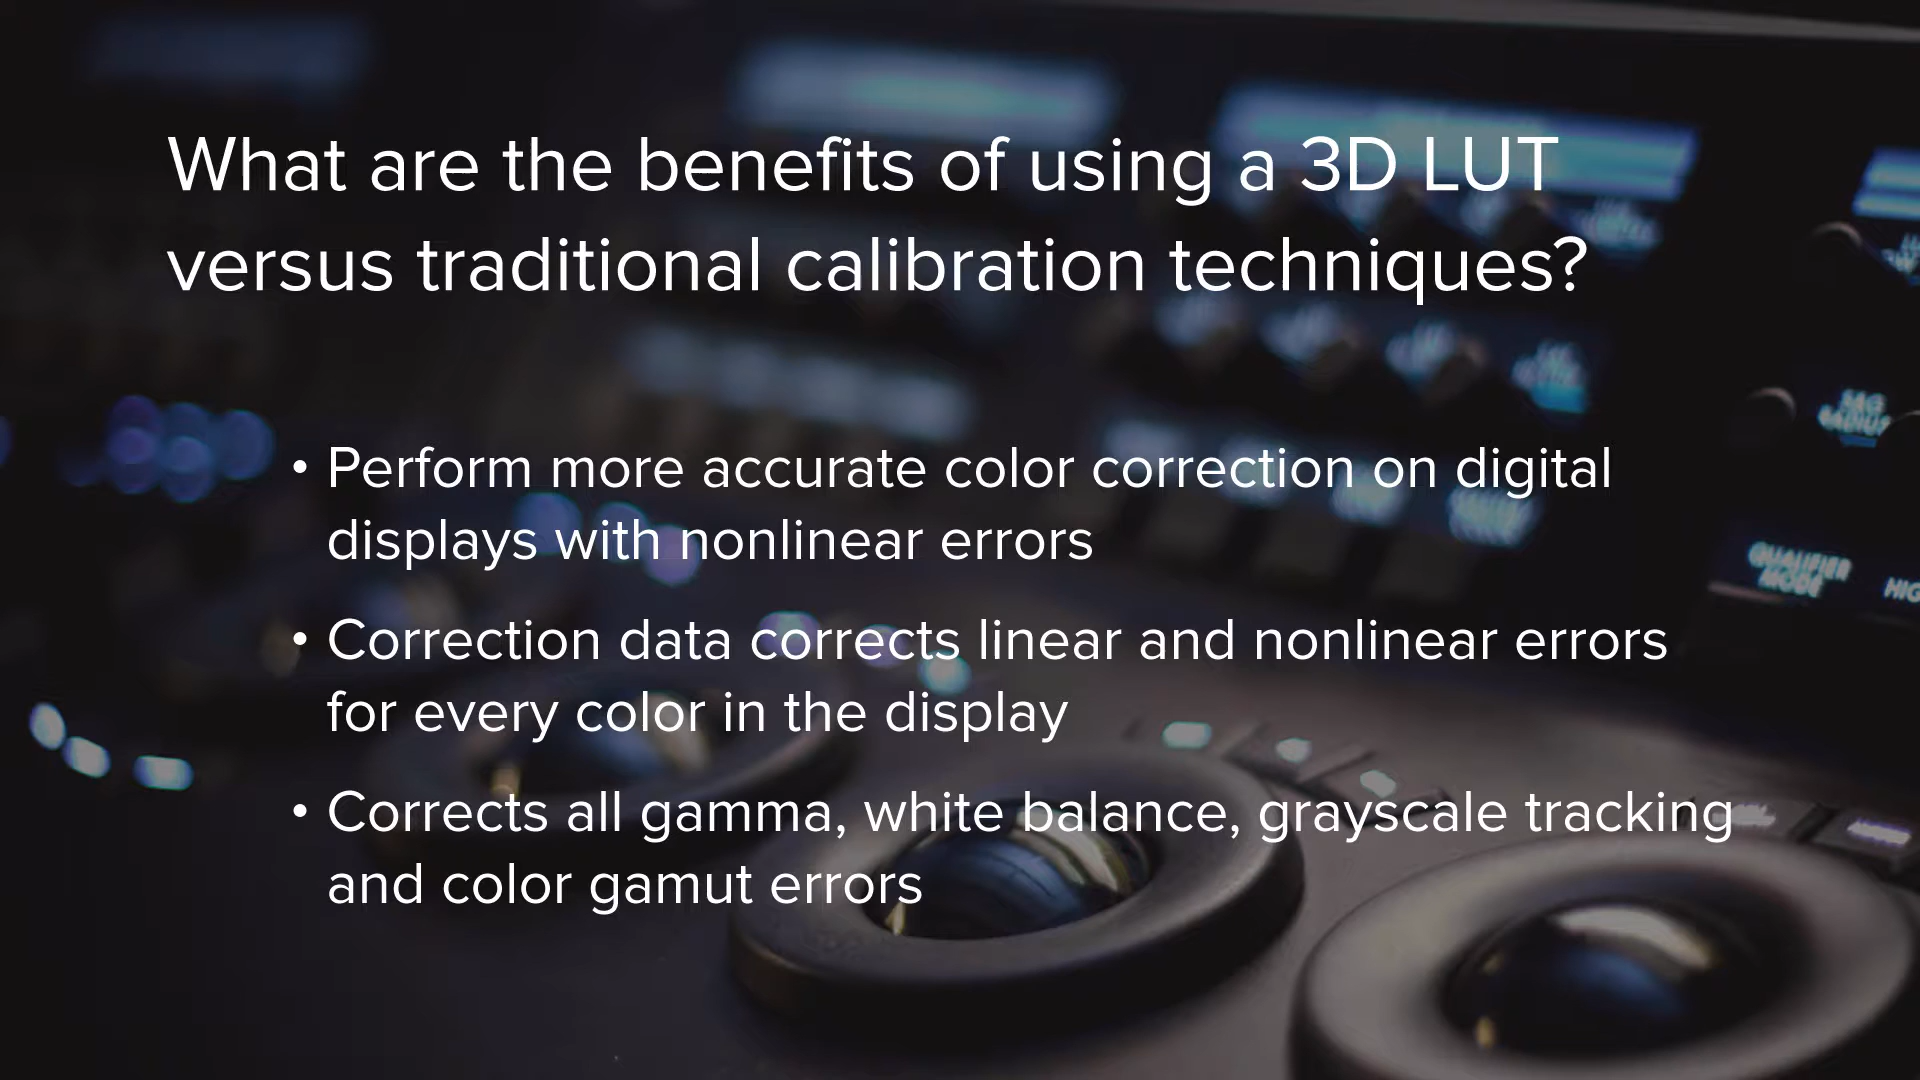 What are the benefits of using a 3D LUT
versus traditional calibration techniques?
• Perform more accurate color correction on digital
displays with nonlinear errors
• Correction data corrects linear and nonlinear errors
for every color in the display
• Corrects all gamma, white balance, grayscale tracking
and color gamut errors
QUALIFIER
MODE